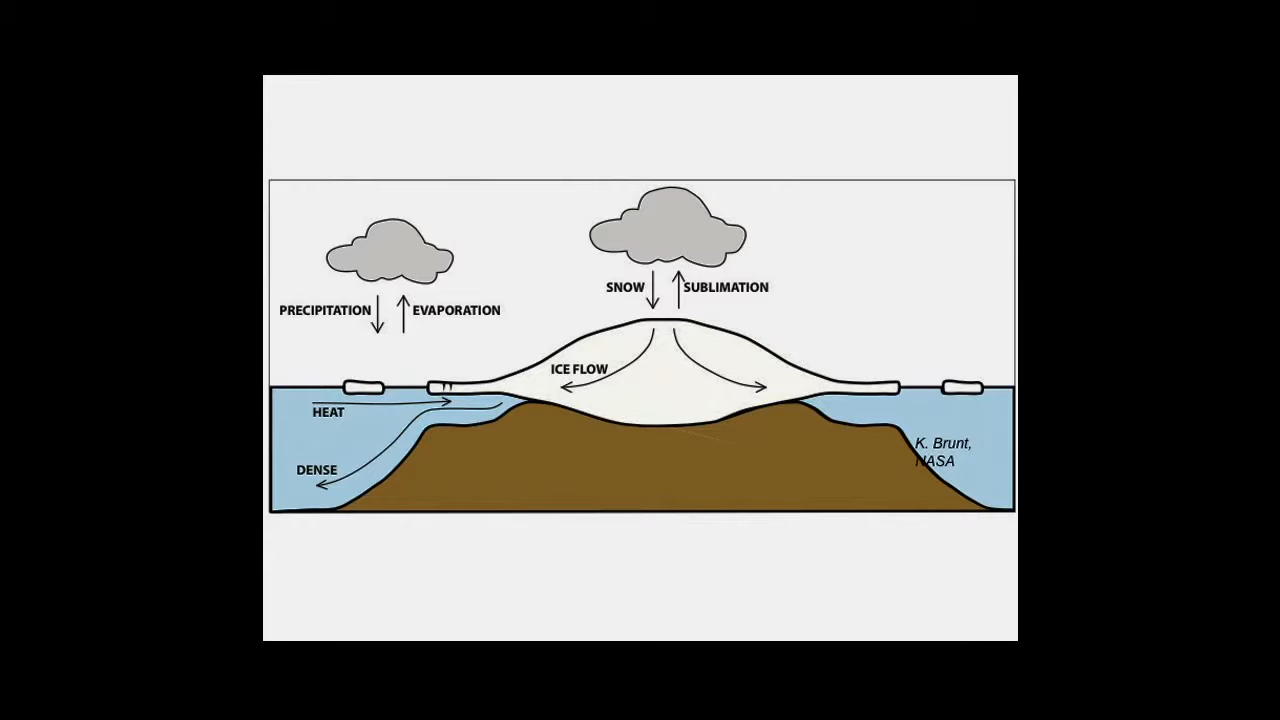 SNOW
SUBLIMATION
PRECIPITATION
EVAPORATION
ICE FLOW
HEAT
DENSE
K. Brunt,
NASA